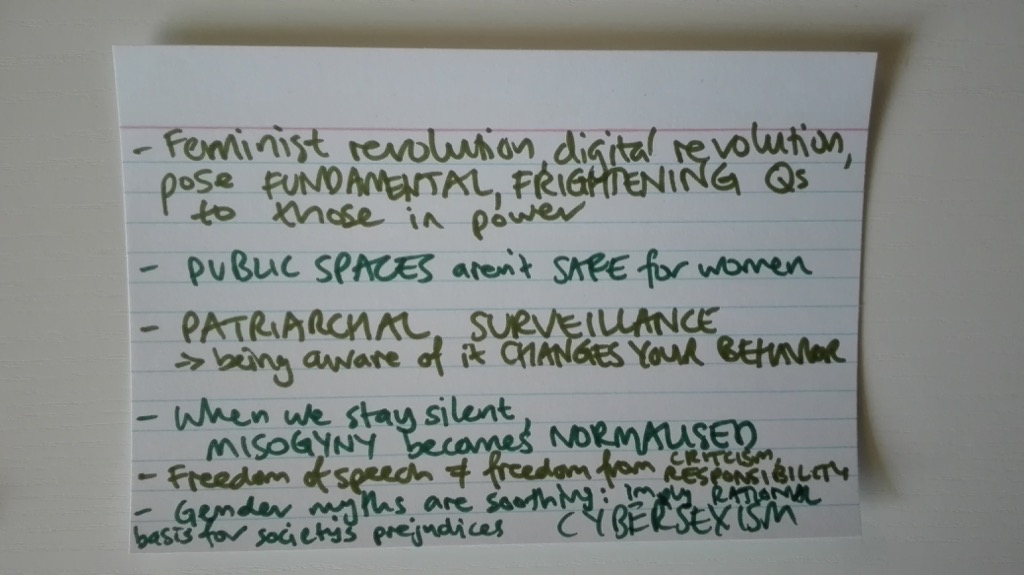 - Feminist revolution, digital revolution,
pose FUNDAMENTAL, FRIGHTENING Qs
to those in power
- PUBLIC SPACES aren't SAFE for women
- PATRIARCHAL SURVEILLANCE
-> being aware of it CHANGES YOUR BEHAVIOR
- When we stay silent,
MISOGYNY becomes NORMALISED
- Freedom of speech ≠ freedom from CRITCISM,
RESPONSIBILITY
- Gender myths are soothing: imply RATIONAL
basis for society's prejudices CYBERSEXISM